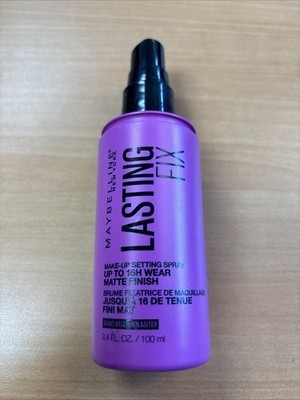 MAYBELLINE
NEW YORK
LASTING
FIX
MAKE-UP SETTING SPRAY
UP TO 16H WEAR
MATTE FINISH
BRUME FIXATRICE DE MAQUILLAGE
JUSQU'À 16 DE TENUE
FINI MAT
3.4 FL. OZ. / 100 ml